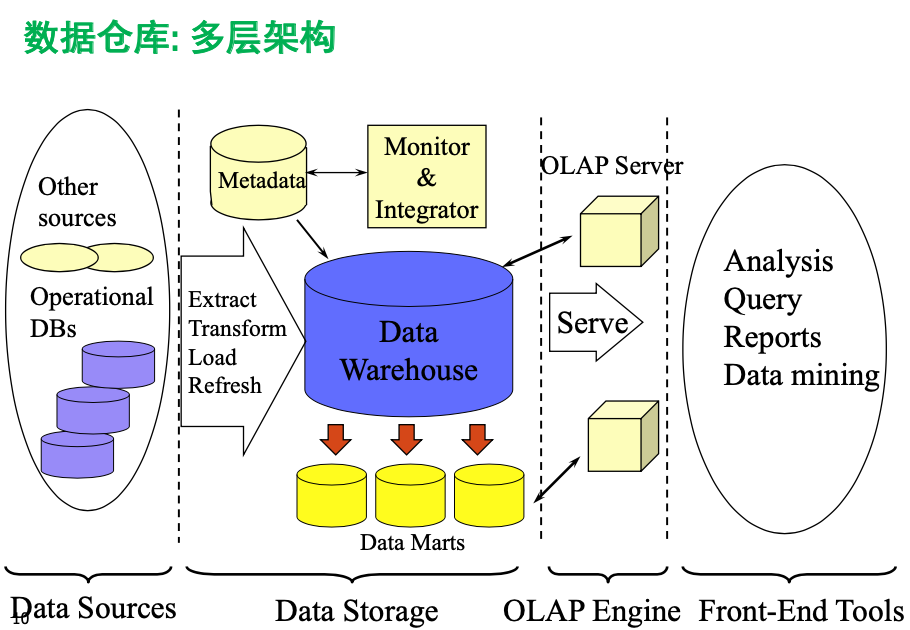 数据仓库: 多层架构
Other
sources
Operational
DBs
Extract
Transform
Load
Refresh
Metadata
Monitor
&
Integrator
Data
Warehouse
Data Marts
OLAP Server
Serve
Analysis
Query
Reports
Data mining
Data Sources
Data Storage
OLAP Engine
Front-End Tools
10